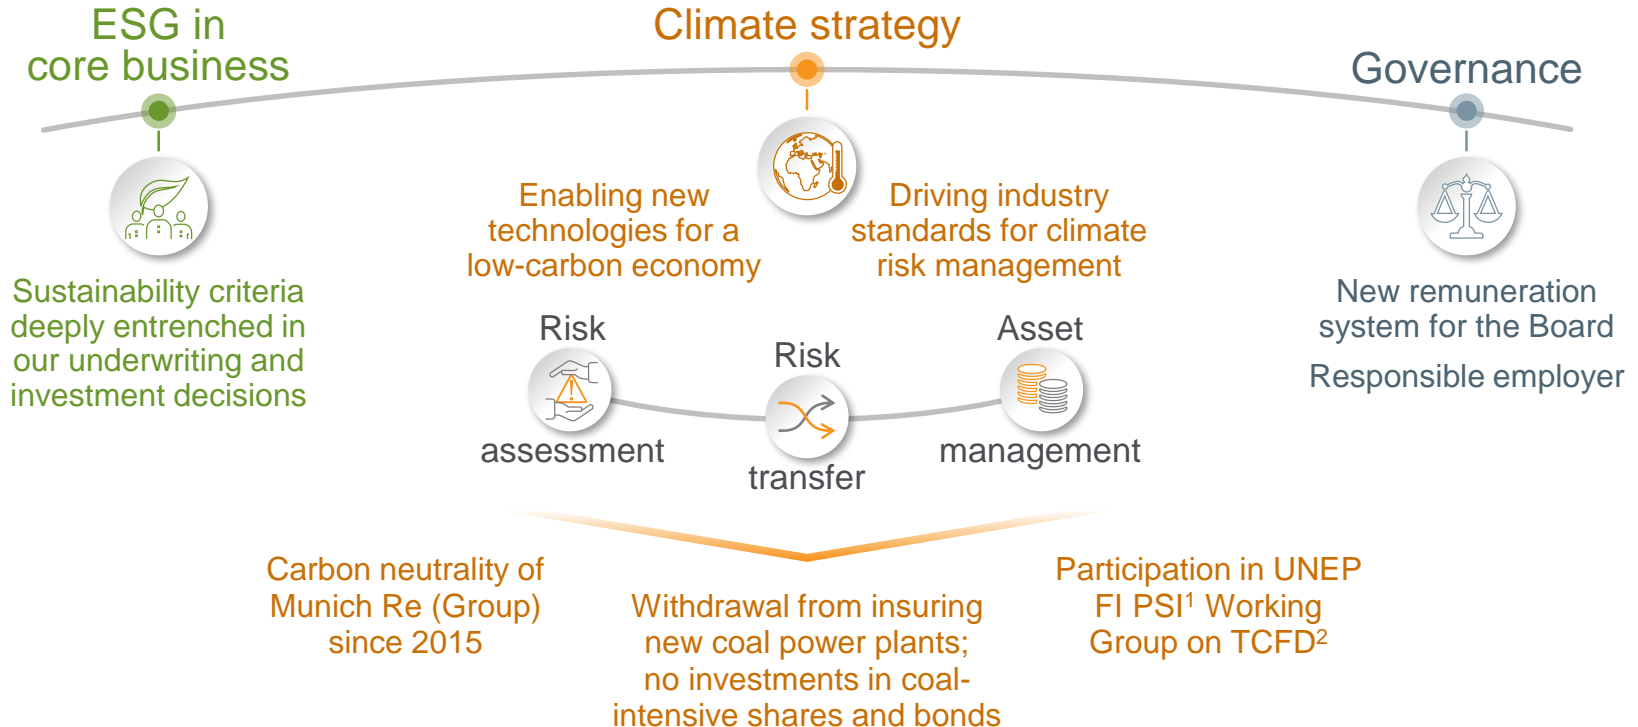 ESG in
core business
Sustainability criteria
deeply entrenched in
our underwriting and
investment decisions
Climate strategy
Enabling new
technologies for a
low-carbon economy
Driving industry
standards for climate
risk management
Risk
assessment
Risk
transfer
Asset
management
Carbon neutrality of
Munich Re (Group)
since 2015
Withdrawal from insuring
new coal power plants;
no investments in coal-
intensive shares and bonds
Participation in UNEP
FI PSI¹ Working
Group on TCFD²
Governance
New remuneration
system for the Board
Responsible employer